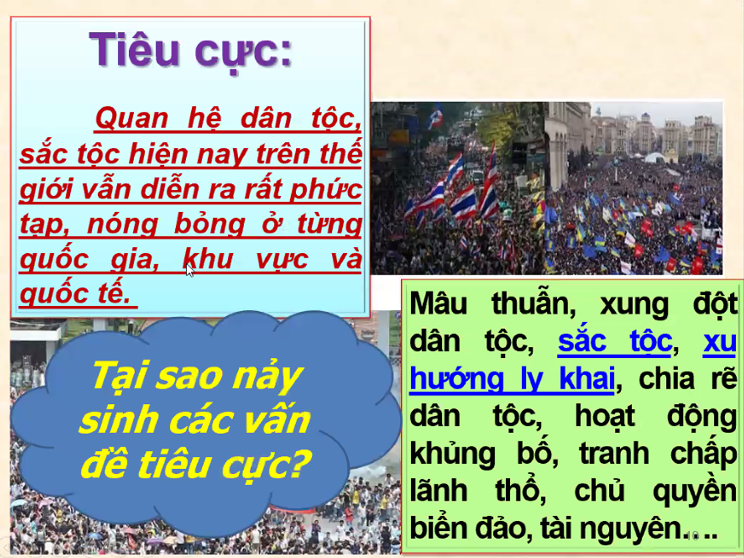 Tiêu cực:
Quan hệ dân tộc,
sắc tộc hiện nay trên thế
giới vẫn diễn ra rất phức
tạp, nóng bỏng ở từng
quốc gia, khu vực và
quốc tế.
Mâu thuẫn, xung đột
dân tộc, sắc tộc, xu
hướng ly khai, chia rẽ
dân tộc, hoạt động
khủng bố, tranh chấp
lãnh thổ, chủ quyền
biển đảo, tài nguyên. ..
Tại sao nảy
sinh các vấn
đề tiêu cực?